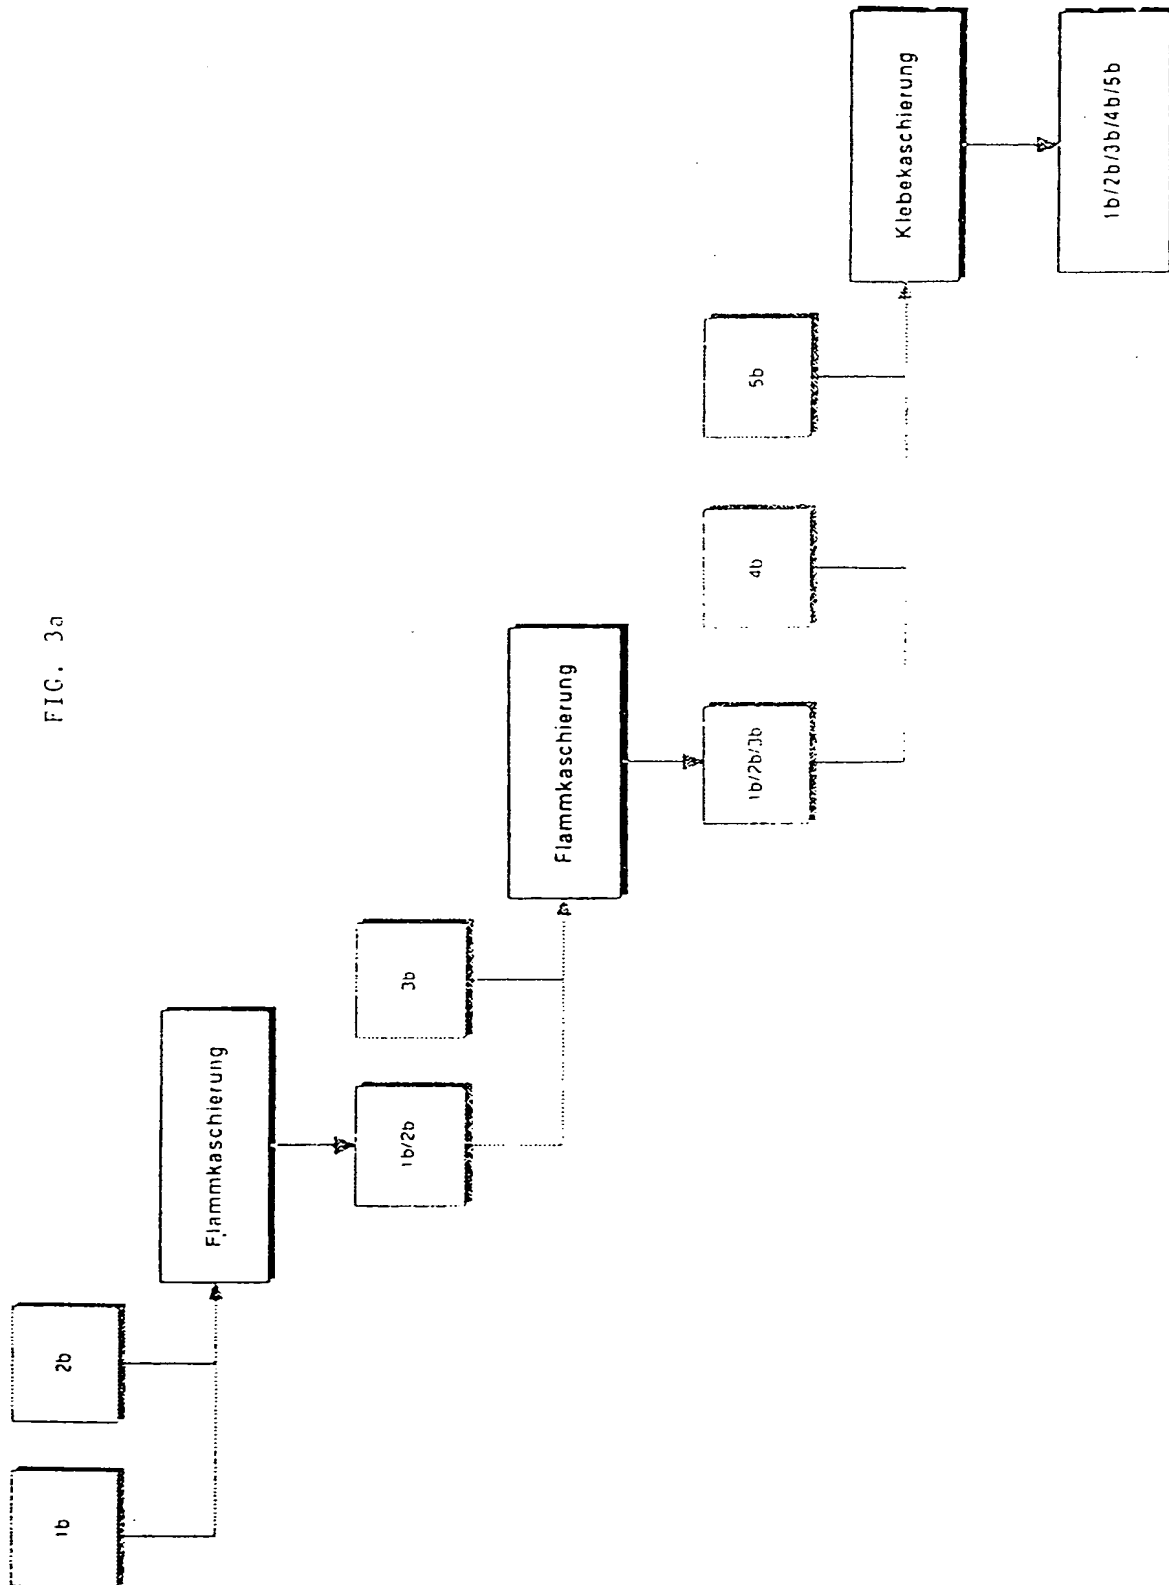 FIG. 3a
1b
2b
Flammkaschierung
1b/2b
3b
Flammkaschierung
1b/2b/3b
4b
5b
Klebekaschierung
1b/2b/3b/4b/5b